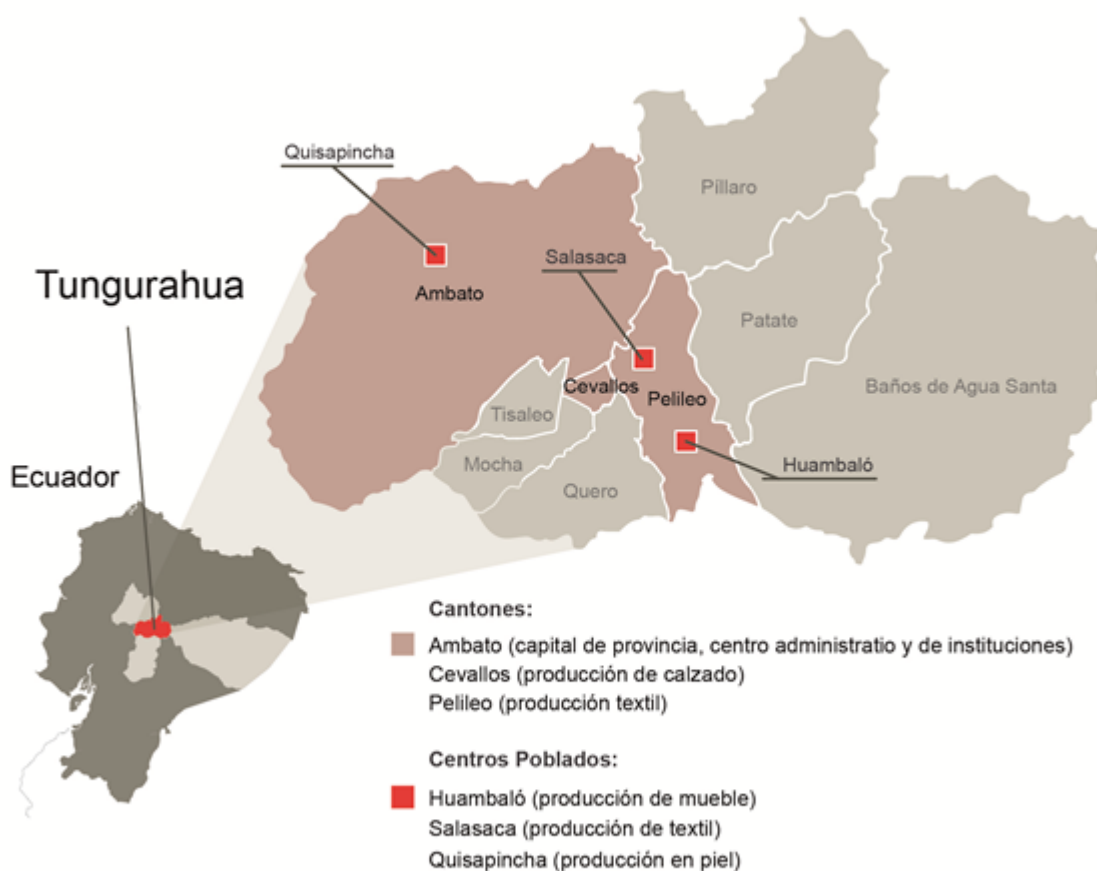 Quisapincha
Píllaro
Salasaca
Tungurahua
Ambato
Patate
Cevallos
Pelileo
Baños de Agua Santa
Tisaleo
Mocha
Huambaló
Ecuador
Quero
Cantones:
Ambato (capital de provincia, centro administratio y de instituciones)
Cevallos (producción de calzado)
Pelileo (producción textil)
Centros Poblados:
Huambaló (producción de mueble)
Salasaca (producción de textil)
Quisapincha (producción en piel)